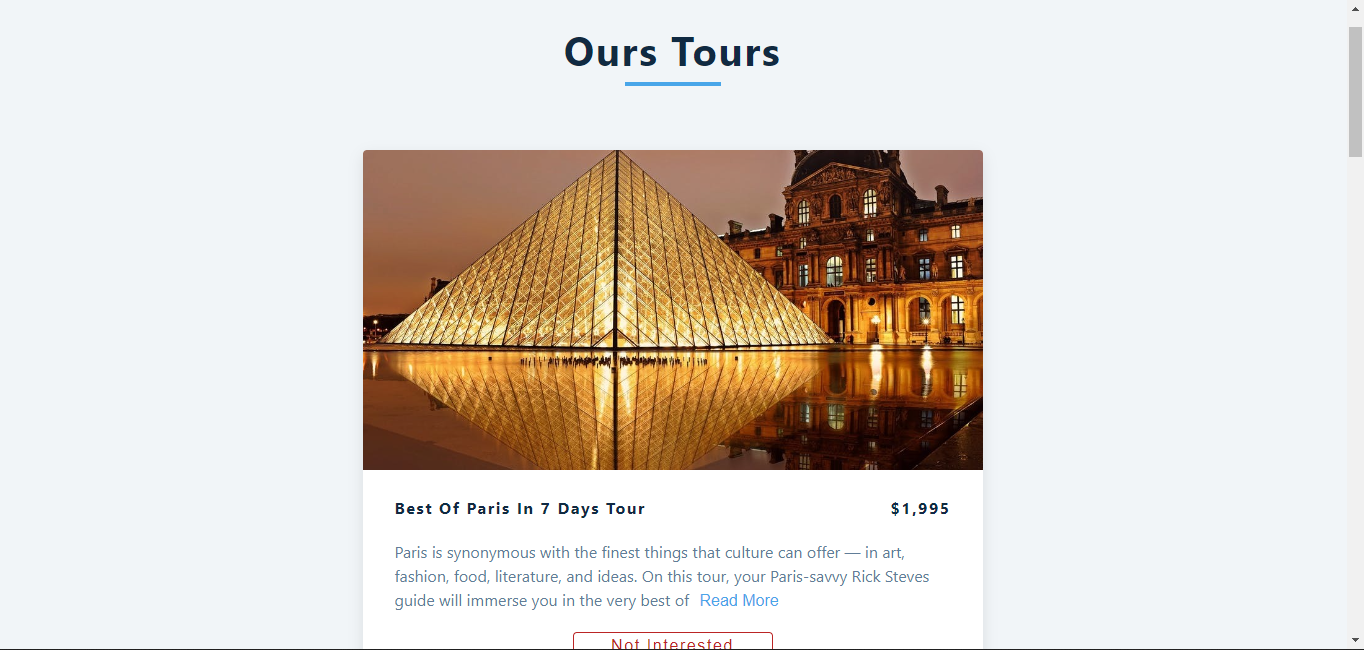 Ours Tours
Best Of Paris In 7 Days Tour
$1,995
Paris is synonymous with the finest things that culture can offer — in art,
fashion, food, literature, and ideas. On this tour, your Paris-savvy Rick Steves
guide will immerse you in the very best of Read More
Not Interested